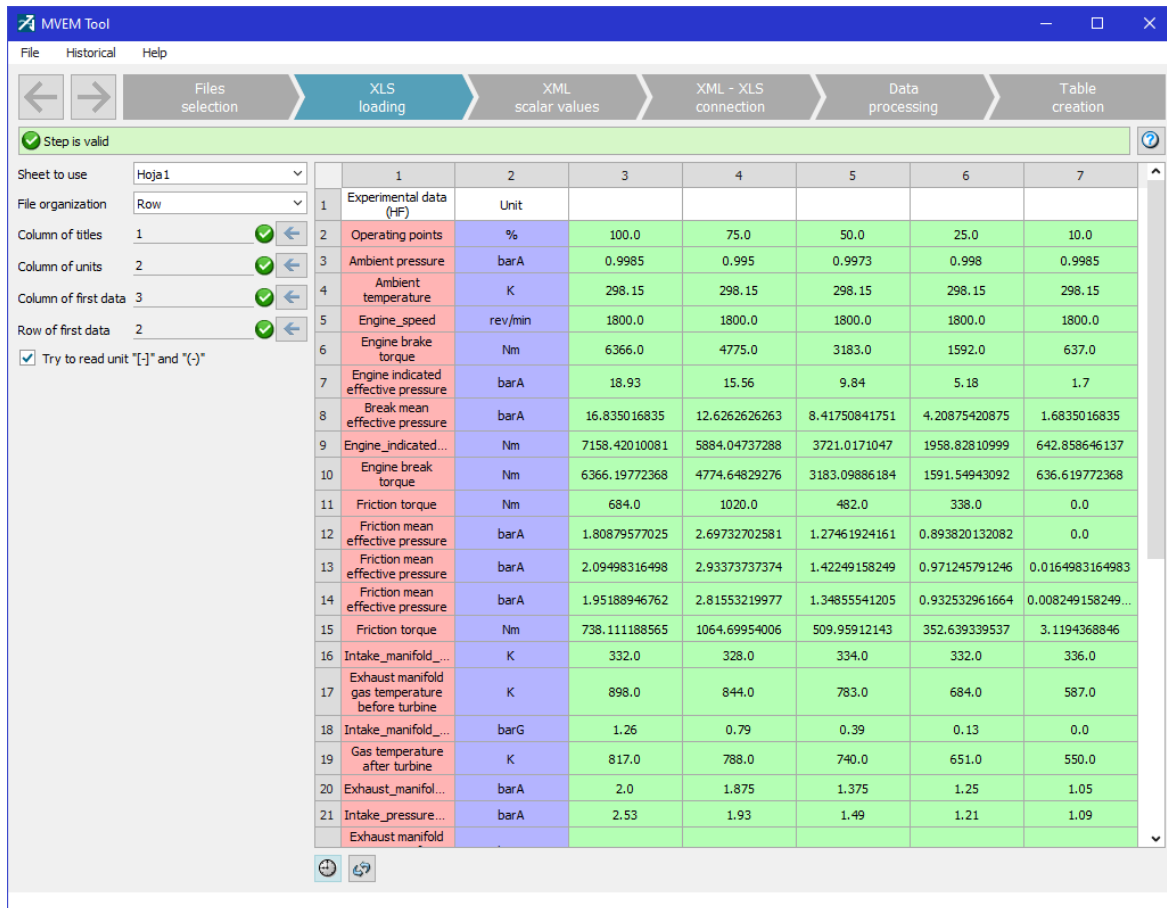 MVEM Tool
File Historical Help
Files selection
XLS loading
XML scalar values
XML - XLS connection
Data processing
Table creation
Step is valid
Sheet to use Hoja1
File organization Row
Column of titles 1
Column of units 2
Column of first data 3
Row of first data 2
Try to read unit "[-]" and "(-)"
1 2 3 4 5 6 7
1 Experimental data (HF) Unit
2 Operating points % 100.0 75.0 50.0 25.0 10.0
3 Ambient pressure barA 0.9985 0.995 0.9973 0.998 0.9985
4 Ambient temperature K 298.15 298.15 298.15 298.15 298.15
5 Engine_speed rev/min 1800.0 1800.0 1800.0 1800.0 1800.0
6 Engine brake torque Nm 6366.0 4775.0 3183.0 1592.0 637.0
7 Engine indicated effective pressure barA 18.93 15.56 9.84 5.18 1.7
8 Break mean effective pressure barA 16.835016835 12.6262626263 8.41750841751 4.20875420875 1.6835016835
9 Engine_indicated... Nm 7158.42010081 5884.04737288 3721.0171047 1958.82810999 642.858646137
10 Engine break torque Nm 6366.19772368 4774.64829276 3183.09886184 1591.54943092 636.619772368
11 Friction torque Nm 684.0 1020.0 482.0 338.0 0.0
12 Friction mean effective pressure barA 1.80879577025 2.69732702581 1.27461924161 0.893820132082 0.0
13 Friction mean effective pressure barA 2.09498316498 2.93373737374 1.42249158249 0.971245791246 0.0164983164983
14 Friction mean effective pressure barA 1.95188946762 2.81553219977 1.34855541205 0.932532961664 0.008249158249...
15 Friction torque Nm 738.111188565 1064.69954006 509.95912143 352.639339537 3.1194368846
16 Intake_manifold_... K 332.0 328.0 334.0 332.0 336.0
17 Exhaust manifold gas temperature before turbine K 898.0 844.0 783.0 684.0 587.0
18 Intake_manifold_... barG 1.26 0.79 0.39 0.13 0.0
19 Gas temperature after turbine K 817.0 788.0 740.0 651.0 550.0
20 Exhaust_manifol... barA 2.0 1.875 1.375 1.25 1.05
21 Intake_pressure... barA 2.53 1.93 1.49 1.21 1.09
Exhaust manifold